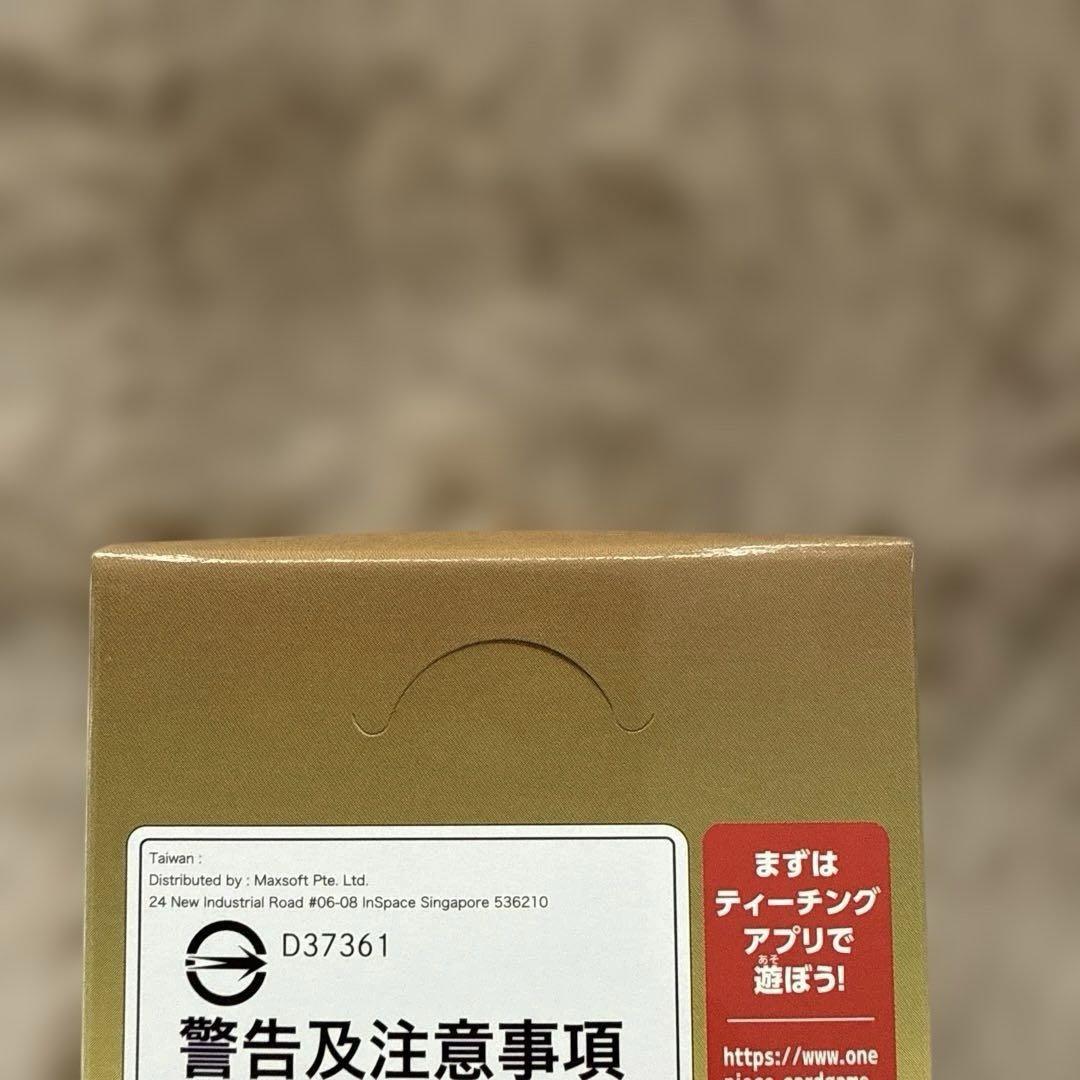 Taiwan :
Distributed by : Maxsoft Pte. Ltd.
24 New Industrial Road #06-08 InSpace Singapore 536210
D37361
警告及注意事項
まずは
ティーチング
アプリで
あそ
遊ぼう!
https://www.one
piece-cardgame